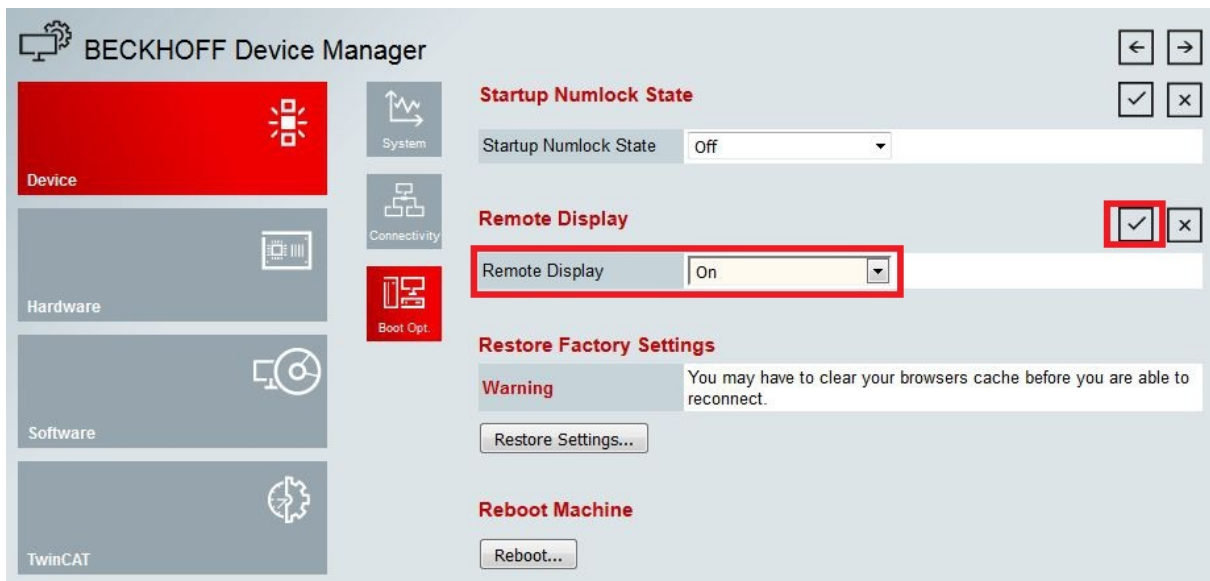 BECKHOFF Device Manager
Device
Hardware
Software
TwinCAT
System
Connectivity
Boot Opt.
Startup Numlock State
Startup Numlock State Off
Remote Display
Remote Display On
Restore Factory Settings
Warning You may have to clear your browsers cache before you are able to
reconnect.
Restore Settings...
Reboot Machine
Reboot...